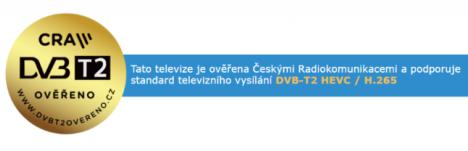 CRA
DVB T2
OVĚŘENO
WWW.DVBT2OVERENO.CZ
Tato televize je ověřena Českými Radiokomunikacemi a podporuje
standard televizního vysílání DVB-T2 HEVC / H.265